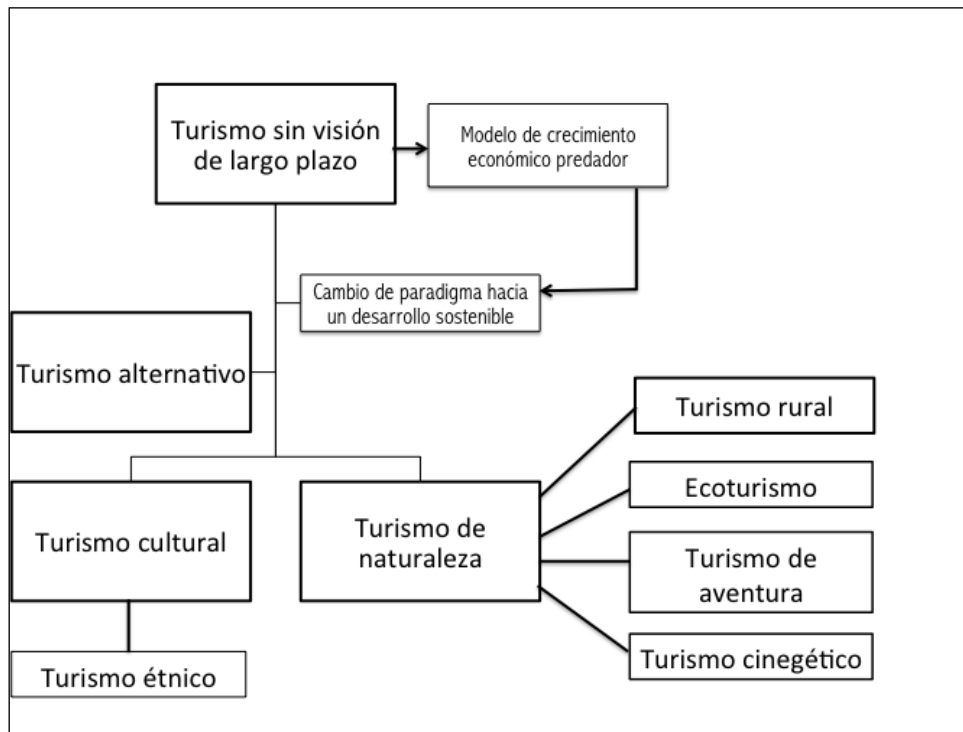 Turismo sin visión
de largo plazo
Modelo de crecimiento
económico predador
Cambio de paradigma hacia
un desarrollo sostenible
Turismo alternativo
Turismo rural
Ecoturismo
Turismo cultural
Turismo de
naturaleza
Turismo de
aventura
Turismo cinegético
Turismo étnico